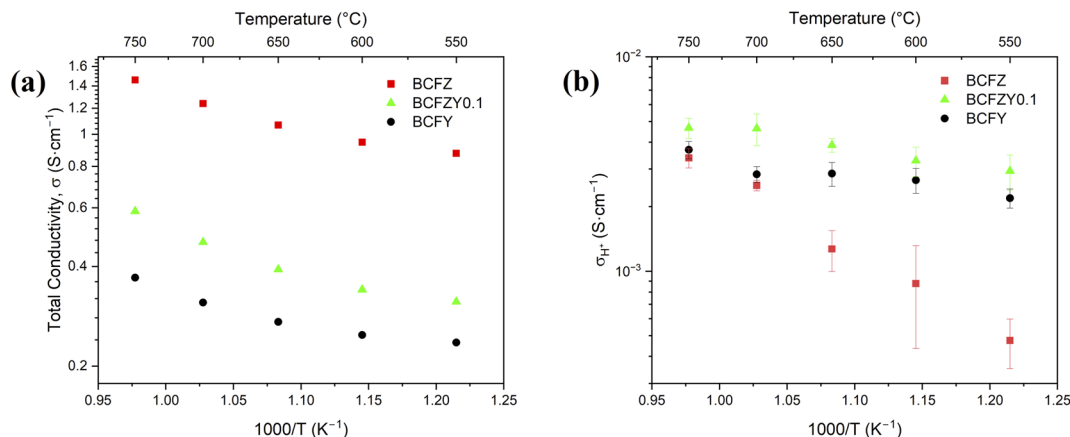 (a)
Temperature (°C)
750 700 650 600 550
1.6
1.4
1.2
1
0.8
0.6
0.4
0.2
Total Conductivity, σ (S·cm⁻¹)
BCFZ
BCFZY0.1
BCFY
0.95 1.00 1.05 1.10 1.15 1.20 1.25
1000/T (K⁻¹)
(b)
Temperature (°C)
750 700 650 600 550
10⁻²
10⁻³
σH⁺ (S·cm⁻¹)
BCFZ
BCFZY0.1
BCFY
0.95 1.00 1.05 1.10 1.15 1.20 1.25
1000/T (K⁻¹)